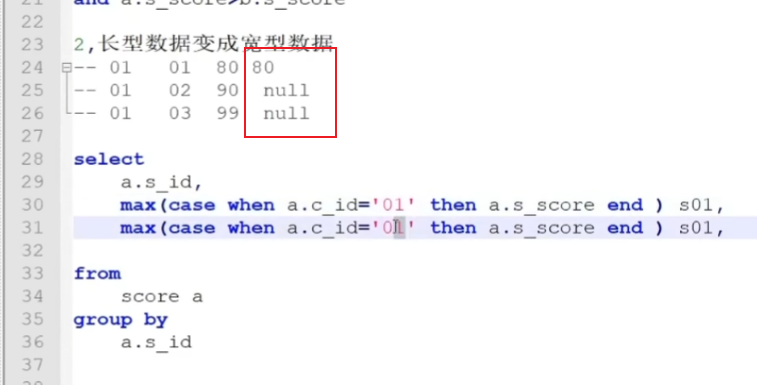 21 and a.s_score>b.s_score
22
23 2,长型数据变成宽型数据
24 -- 01 01 80 80
25 -- 01 02 90 null
26 -- 01 03 99 null
27
28 select
29 a.s_id,
30 max(case when a.c_id='01' then a.s_score end ) s01,
31 max(case when a.c_id='01' then a.s_score end ) s01,
32
33 from
34 score a
35 group by
36 a.s_id
37
38